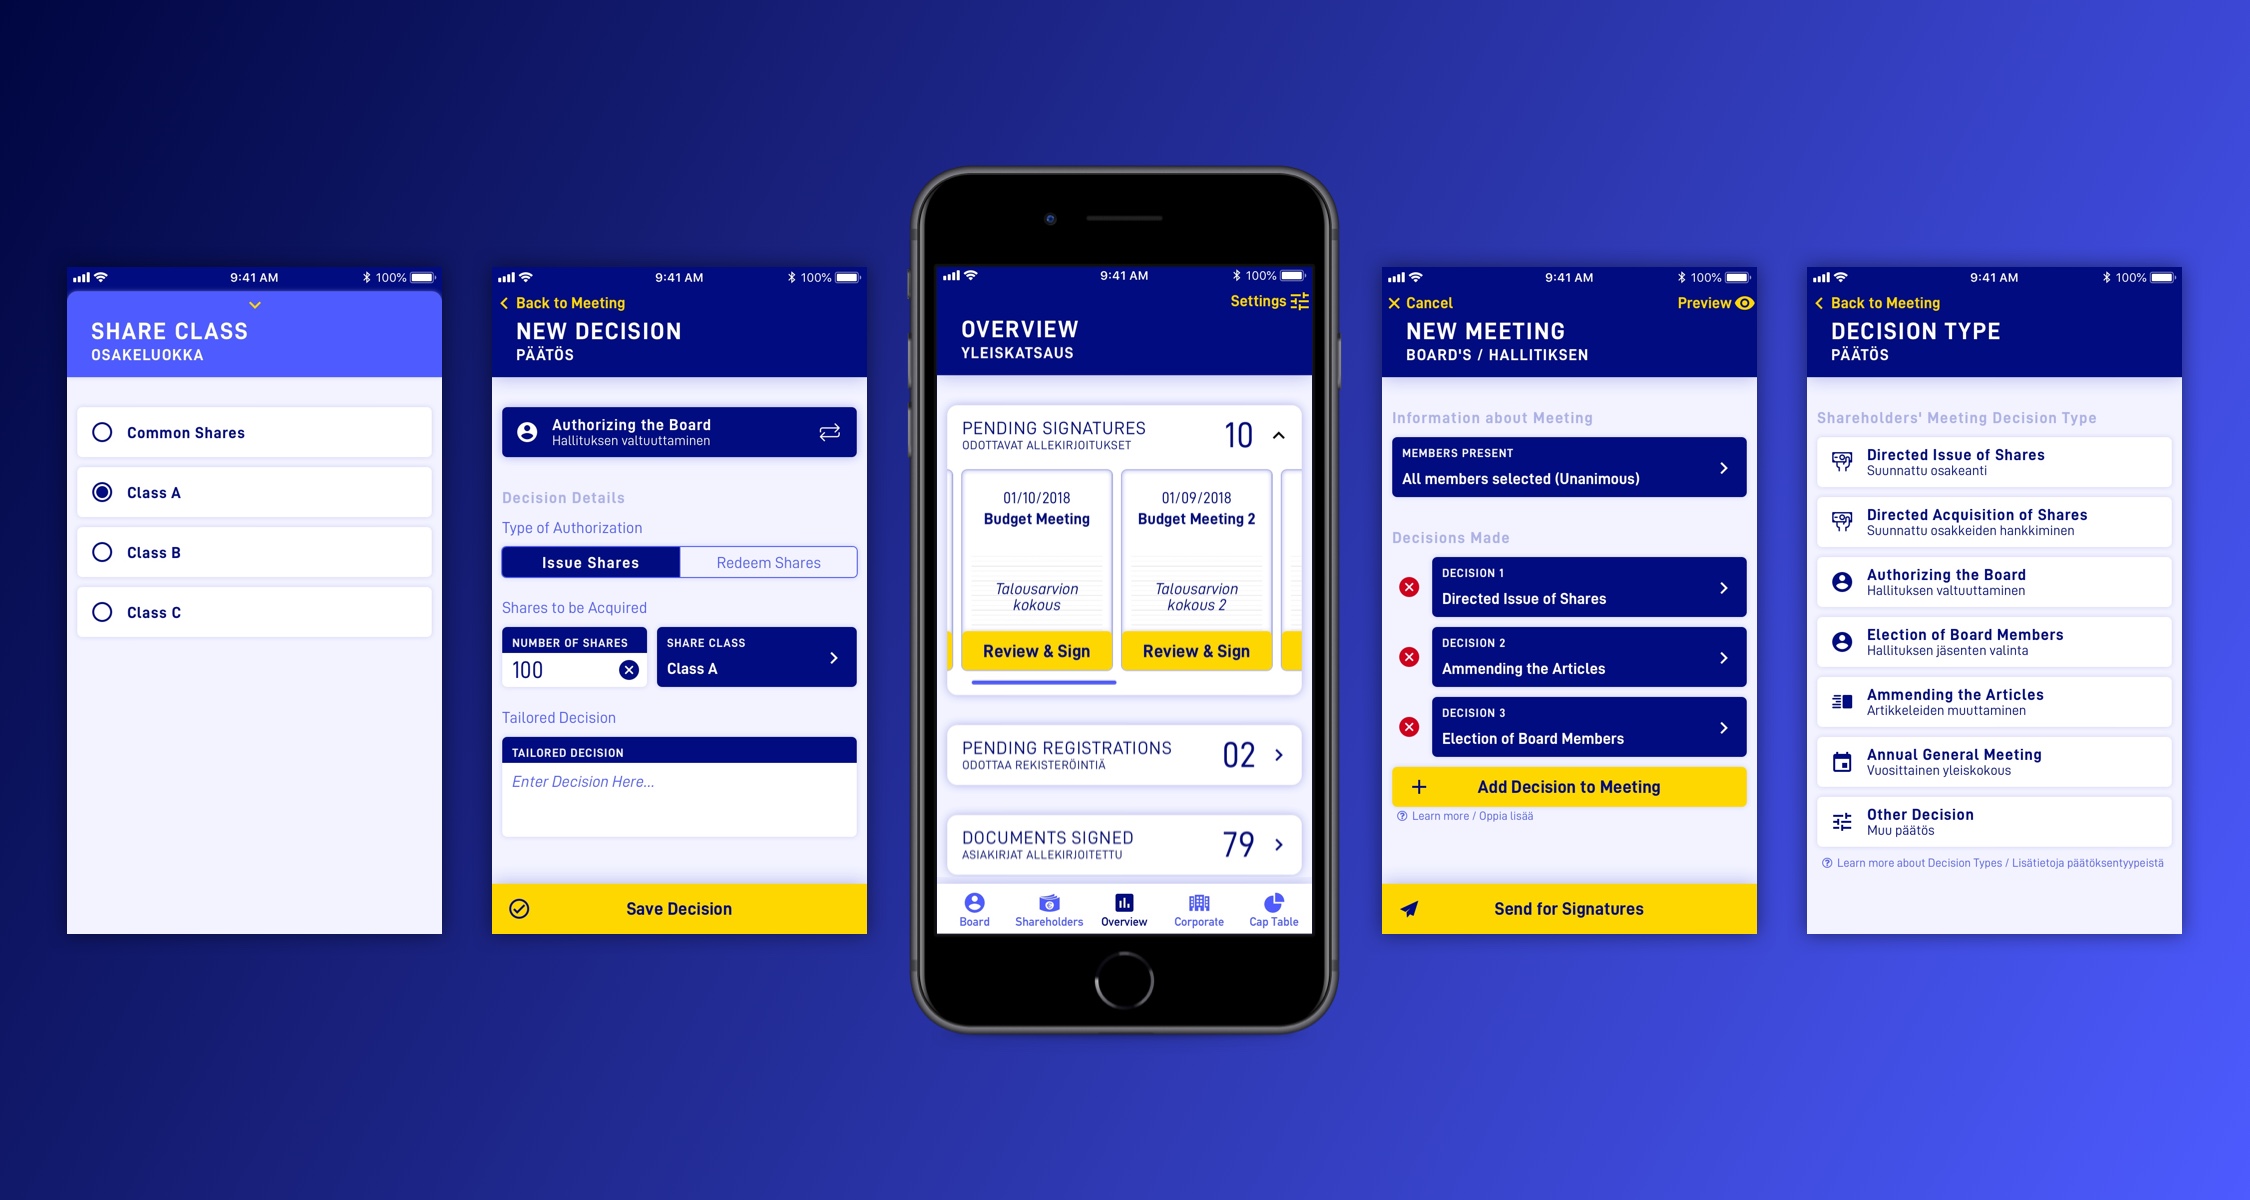 9:41 AM
100%
SHARE CLASS
OSAKELUOKKA
Common Shares
Class A
Class B
Class C
9:41 AM
100%
Back to Meeting
NEW DECISION
PÄÄTÖS
Authorizing the Board
Hallituksen valtuuttaminen
Decision Details
Type of Authorization
Issue Shares
Redeem Shares
Shares to be Acquired
NUMBER OF SHARES
100
SHARE CLASS
Class A
Tailored Decision
TAILORED DECISION
Enter Decision Here...
Save Decision
9:41 AM
100%
Settings
OVERVIEW
YLEISKATSAUS
PENDING SIGNATURES
ODOTTAVAT ALLEKIRJOITUKSET
10
01/10/2018
Budget Meeting
Talousarvion
kokous
Review & Sign
01/09/2018
Budget Meeting 2
Talousarvion
kokous 2
Review & Sign
PENDING REGISTRATIONS
ODOTTAA REKISTERÖINTIÄ
02
DOCUMENTS SIGNED
ASIAKIRJAT ALLEKIRJOITETTU
79
Board
Shareholders
Overview
Corporate
Cap Table
9:41 AM
100%
Cancel
Preview
NEW MEETING
BOARD'S / HALLITIKSEN
Information about Meeting
MEMBERS PRESENT
All members selected (Unanimous)
Decisions Made
DECISION 1
Directed Issue of Shares
DECISION 2
Ammending the Articles
DECISION 3
Election of Board Members
Add Decision to Meeting
Learn more / Oppia lisää
Send for Signatures
9:41 AM
100%
Back to Meeting
DECISION TYPE
PÄÄTÖS
Shareholders' Meeting Decision Type
Directed Issue of Shares
Suunnattu osakeanti
Directed Acquisition of Shares
Suunnattu osakkeiden hankkiminen
Authorizing the Board
Hallituksen valtuuttaminen
Election of Board Members
Hallituksen jäsenten valinta
Ammending the Articles
Artikkeleiden muuttaminen
Annual General Meeting
Vuosittainen yleiskokous
Other Decision
Muu päätös
Learn more about Decision Types / Lisätietoja päätöksentyypeistä